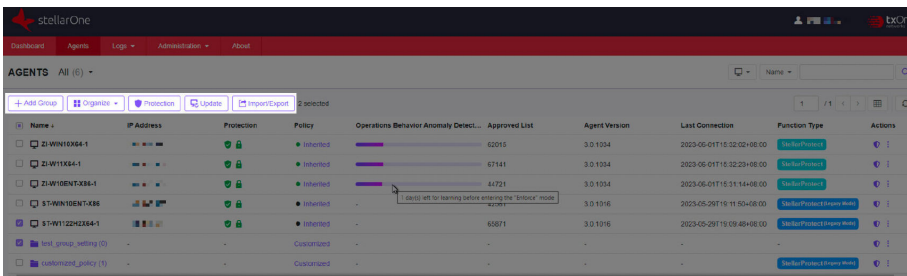 stellarOne
txOn
Dashboard Agents Logs Administration About
AGENTS All (6)
Name
+ Add Group Organize Protection Update Import/Export 2 selected
1 / 1
Name IP Address Protection Policy Operations Behavior Anomaly Detect... Approved List Agent Version Last Connection Function Type Actions
ZI-WIN10X64-1 Inherited 62015 3.0.1034 2023-06-01T15:32:02+08:00 StellarProtect
ZI-W11X64-1 Inherited 67141 3.0.1034 2023-06-01T15:32:23+08:00 StellarProtect
ZI-W10ENT-X86-1 Inherited 44721 3.0.1034 2023-06-01T15:31:14+08:00 StellarProtect
1 day(s) left for learning before entering the "Enforce" mode
ST-WIN10ENT-X86 Inherited - 3.0.1016 2023-05-29T19:11:50+08:00 StellarProtect (Legacy Mode)
ST-W1122H2X64-1 Inherited - 65871 3.0.1016 2023-05-29T19:09:48+08:00 StellarProtect (Legacy Mode)
test_group_setting (0) - - Customized - - - - -
customized_policy (1) - - Customized - - - - StellarProtect (Legacy Mode)